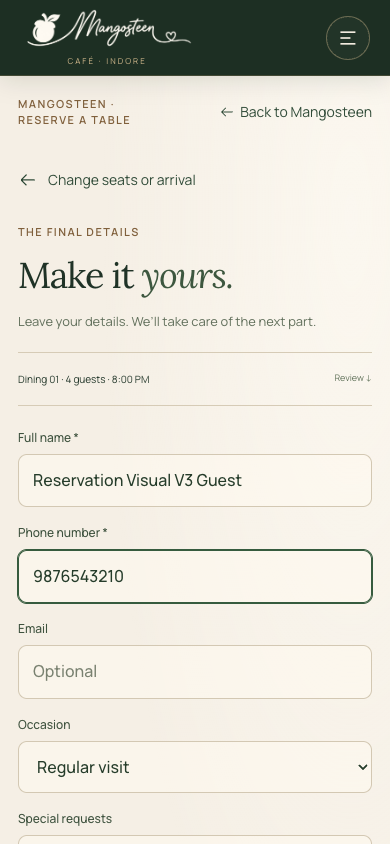 Mangosteen
CAFÉ · INDORE
MANGOSTEEN ·
RESERVE A TABLE
← Back to Mangosteen
← Change seats or arrival
THE FINAL DETAILS
Make it yours.
Leave your details. We'll take care of the next part.
Dining 01 · 4 guests · 8:00 PM
Review ↓
Full name *
Reservation Visual V3 Guest
Phone number *
9876543210
Email
Optional
Occasion
Regular visit
Special requests